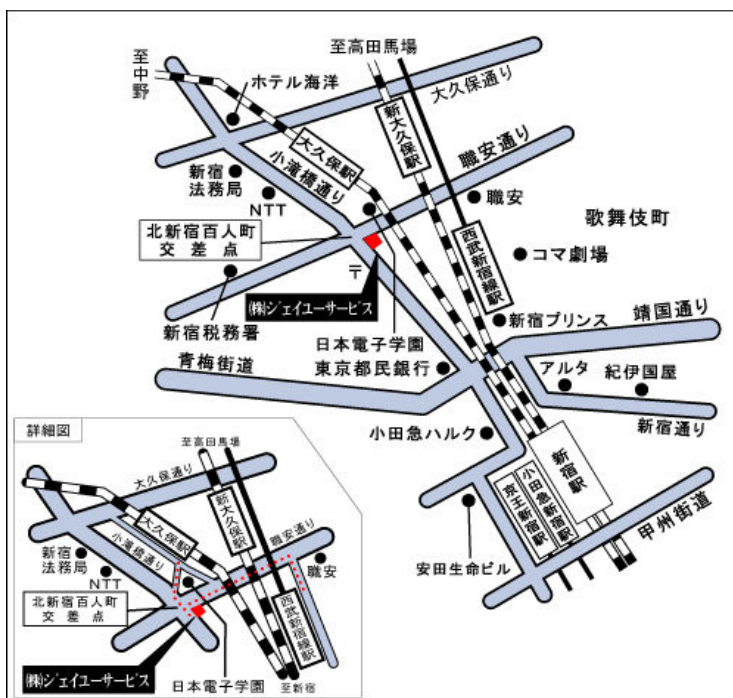 至高田馬場
至中野
ホテル海洋
大久保通り
新大久保駅
大久保駅
職安通り
小滝橋通り
新宿
法務局
NTT
職安
歌舞伎町
北新宿百人町
交差点
西武新宿線駅
コマ劇場
〒
㈱ジェイユーサービス
新宿税務署
新宿プリンス
靖国通り
日本電子学園
青梅街道
東京都民銀行
アルタ
紀伊国屋
新宿通り
小田急ハルク
新宿駅
小田急新宿駅
京王新宿駅
甲州街道
安田生命ビル
詳細図
至高田馬場
大久保通り
新大久保駅
大久保駅
職安通り
小滝橋通り
新宿
法務局
NTT
職安
北新宿百人町
交差点
西武新宿線駅
㈱ジェイユーサービス
日本電子学園
至新宿